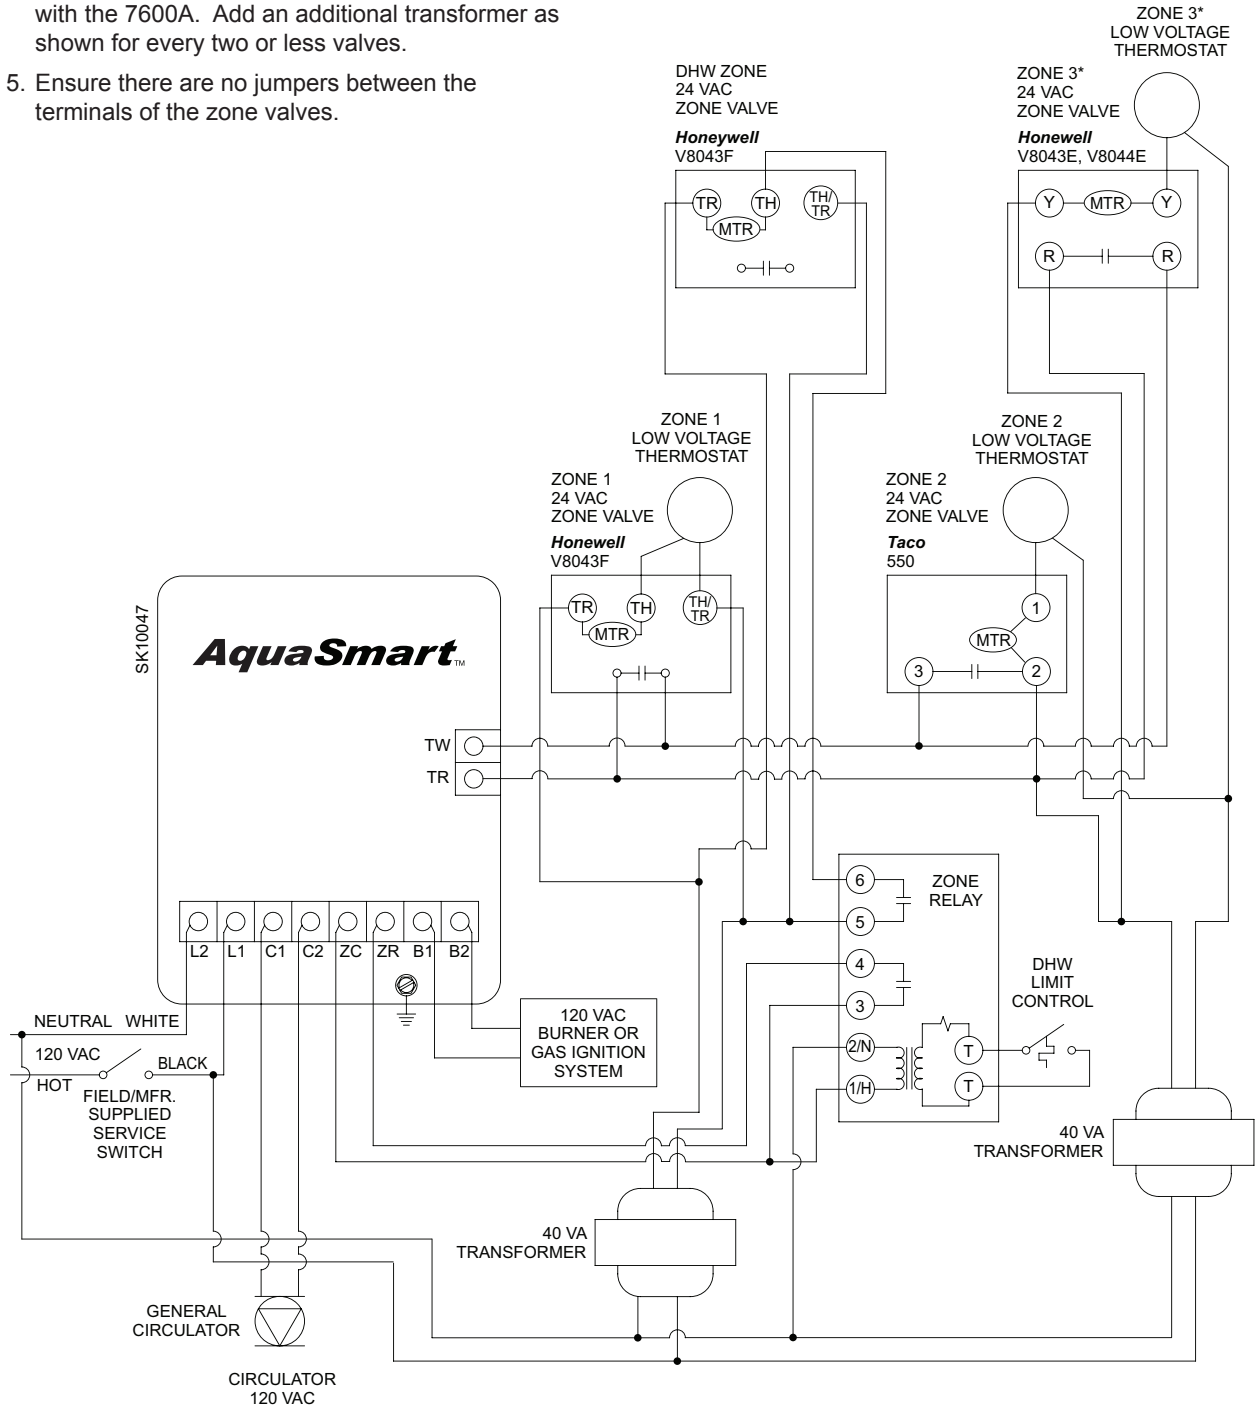 with the 7600A.  Add an additional transformer as
shown for every two or less valves.
5. Ensure there are no jumpers between the
terminals of the zone valves.
ZONE 3*
LOW VOLTAGE
THERMOSTAT
DHW ZONE
24 VAC
ZONE VALVE
Honeywell
V8043F
TR
TH
TH/
TR
MTR
ZONE 3*
24 VAC
ZONE VALVE
Honewell
V8043E, V8044E
Y
MTR
Y
R
R
ZONE 1
LOW VOLTAGE
THERMOSTAT
ZONE 1
24 VAC
ZONE VALVE
Honewell
V8043F
TR
TH
TH/
TR
MTR
ZONE 2
LOW VOLTAGE
THERMOSTAT
ZONE 2
24 VAC
ZONE VALVE
Taco
550
1
MTR
3
2
SK10047
AquaSmart™
TW
TR
L2
L1
C1
C2
ZC
ZR
B1
B2
6
5
4
3
2/N
1/H
ZONE
RELAY
T
T
DHW
LIMIT
CONTROL
120 VAC
BURNER OR
GAS IGNITION
SYSTEM
NEUTRAL WHITE
120 VAC
HOT
BLACK
FIELD/MFR.
SUPPLIED
SERVICE
SWITCH
40 VA
TRANSFORMER
40 VA
TRANSFORMER
GENERAL
CIRCULATOR
CIRCULATOR
120 VAC